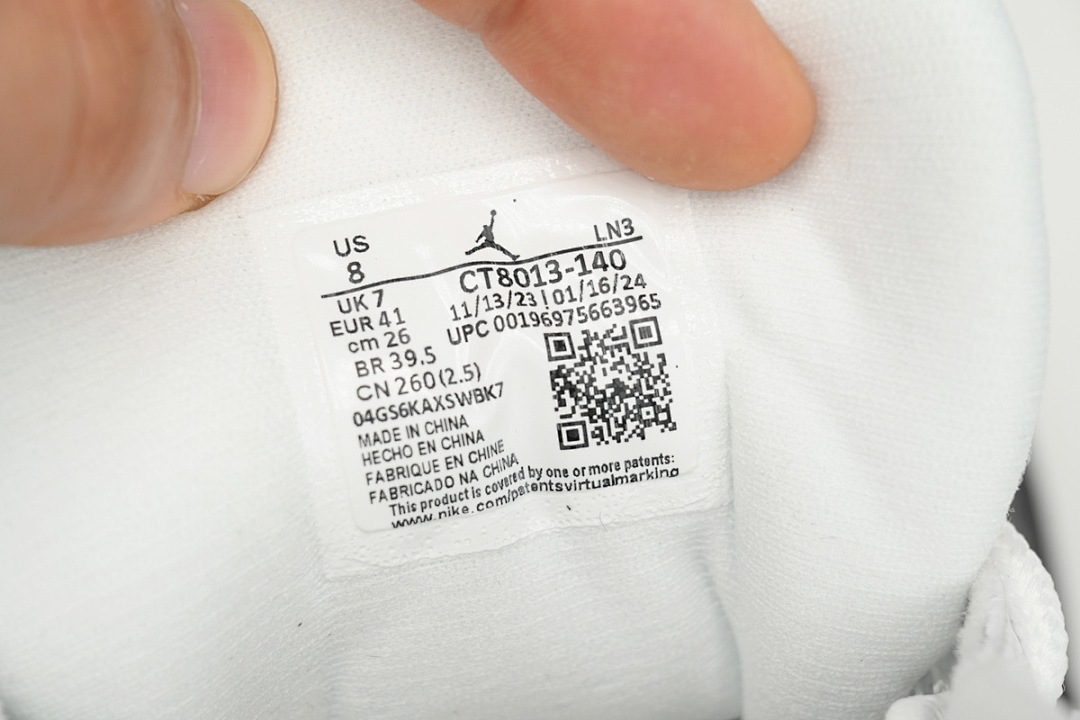 US
8
LN3
CT8013-140
UK 7
11/13/23 | 01/16/24
EUR 41
UPC 00196975663965
cm 26
BR 39.5
CN 260(2.5)
04GS6KAXSWBK7
MADE IN CHINA
HECHO EN CHINA
FABRIQUE EN CHINE
FABRICADO NA CHINA
This product is covered by one or more patents:
www.nike.com/patentsvirtualmarking